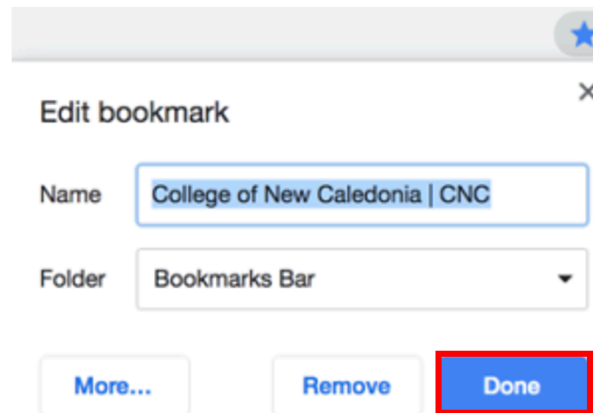 Edit bookmark
Name College of New Caledonia | CNC
Folder Bookmarks Bar
More... Remove Done